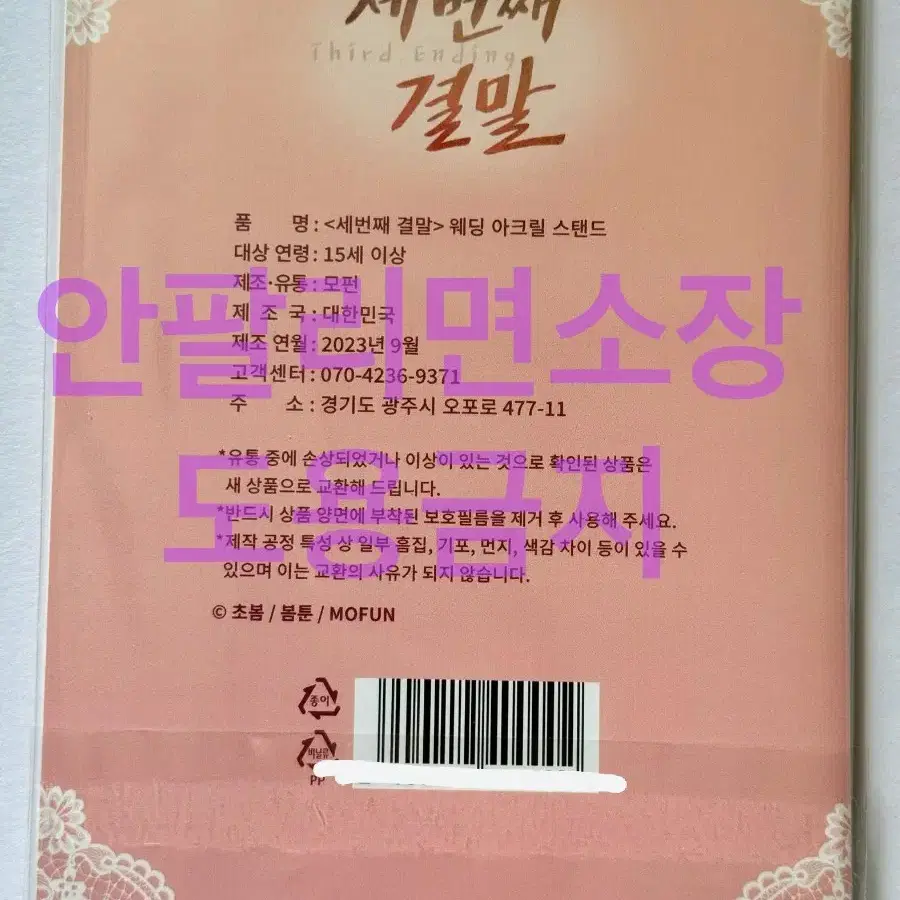 세번째
Third Ending
결말
품 명 : <세번째 결말> 웨딩 아크릴 스탠드
대상 연령 : 15세 이상
제조·유통 : 모펀
제 조 국 : 대한민국
제조 연월 : 2023년 9월
고객센터 : 070-4236-9371
주 소 : 경기도 광주시 오포로 477-11
안팔리면소장
*유통 중에 손상되었거나 이상이 있는 것으로 확인된 상품은
새 상품으로 교환해 드립니다.
*반드시 상품 양면에 부착된 보호필름을 제거 후 사용해 주세요.
*제작 공정 특성 상 일부 흠집, 기포, 먼지, 색감 차이 등이 있을 수
있으며 이는 교환의 사유가 되지 않습니다.
도용금지
© 초봄 / 봄툰 / MOFUN
종이
비닐류
PP